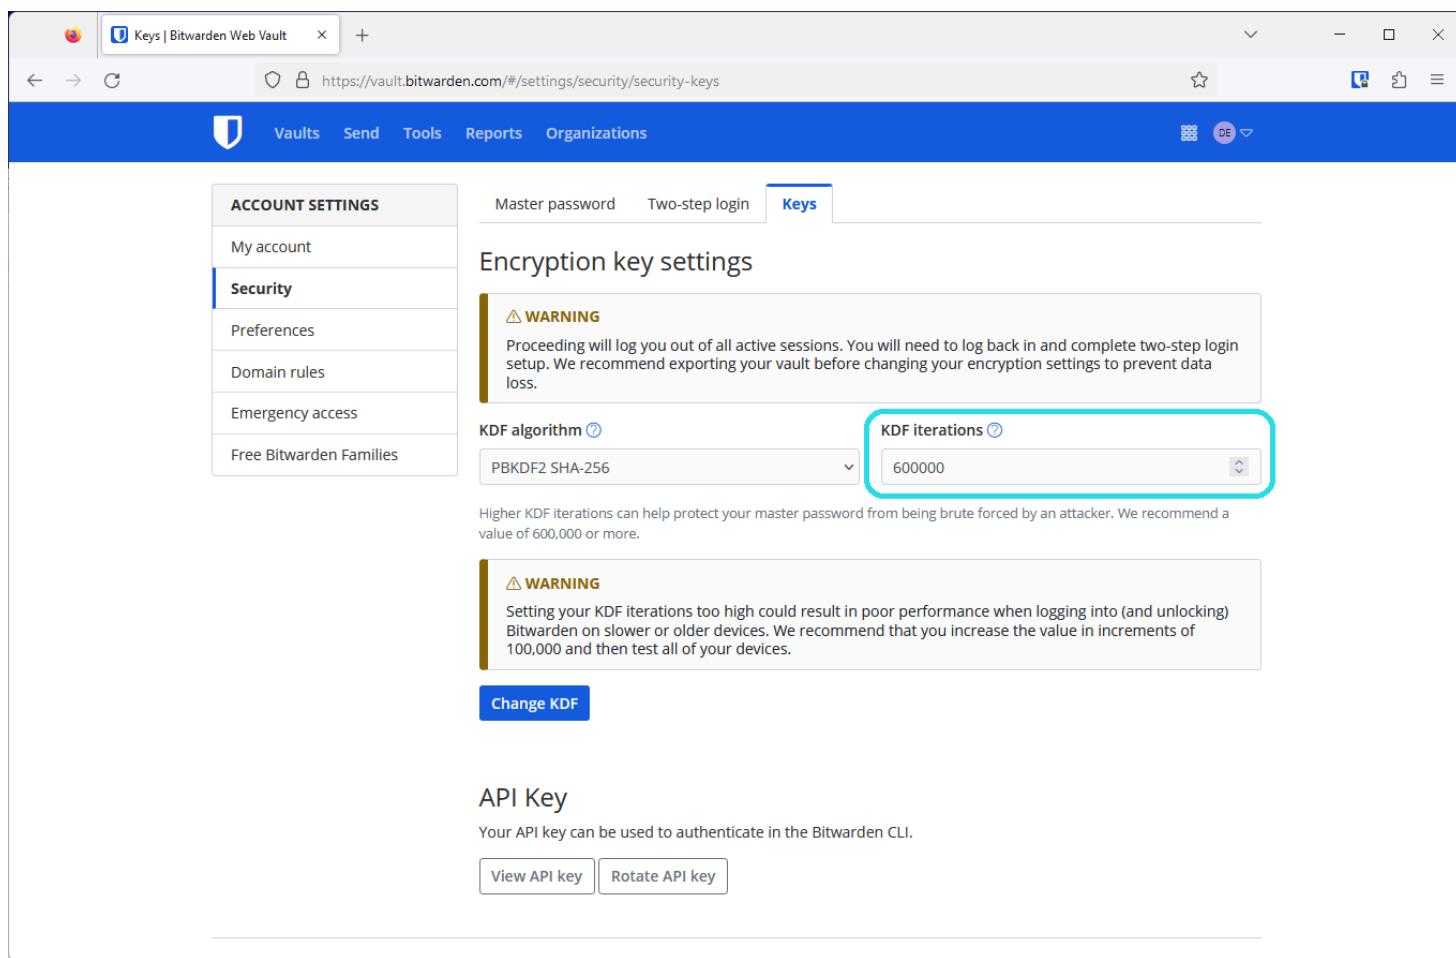 Keys | Bitwarden Web Vault
https://vault.bitwarden.com/#/settings/security/security-keys
Vaults Send Tools Reports Organizations DE
ACCOUNT SETTINGS
My account
Security
Preferences
Domain rules
Emergency access
Free Bitwarden Families
Master password Two-step login Keys
Encryption key settings
WARNING
Proceeding will log you out of all active sessions. You will need to log back in and complete two-step login
setup. We recommend exporting your vault before changing your encryption settings to prevent data
loss.
KDF algorithm KDF iterations
PBKDF2 SHA-256 600000
Higher KDF iterations can help protect your master password from being brute forced by an attacker. We recommend a
value of 600,000 or more.
WARNING
Setting your KDF iterations too high could result in poor performance when logging into (and unlocking)
Bitwarden on slower or older devices. We recommend that you increase the value in increments of
100,000 and then test all of your devices.
Change KDF
API Key
Your API key can be used to authenticate in the Bitwarden CLI.
View API key Rotate API key